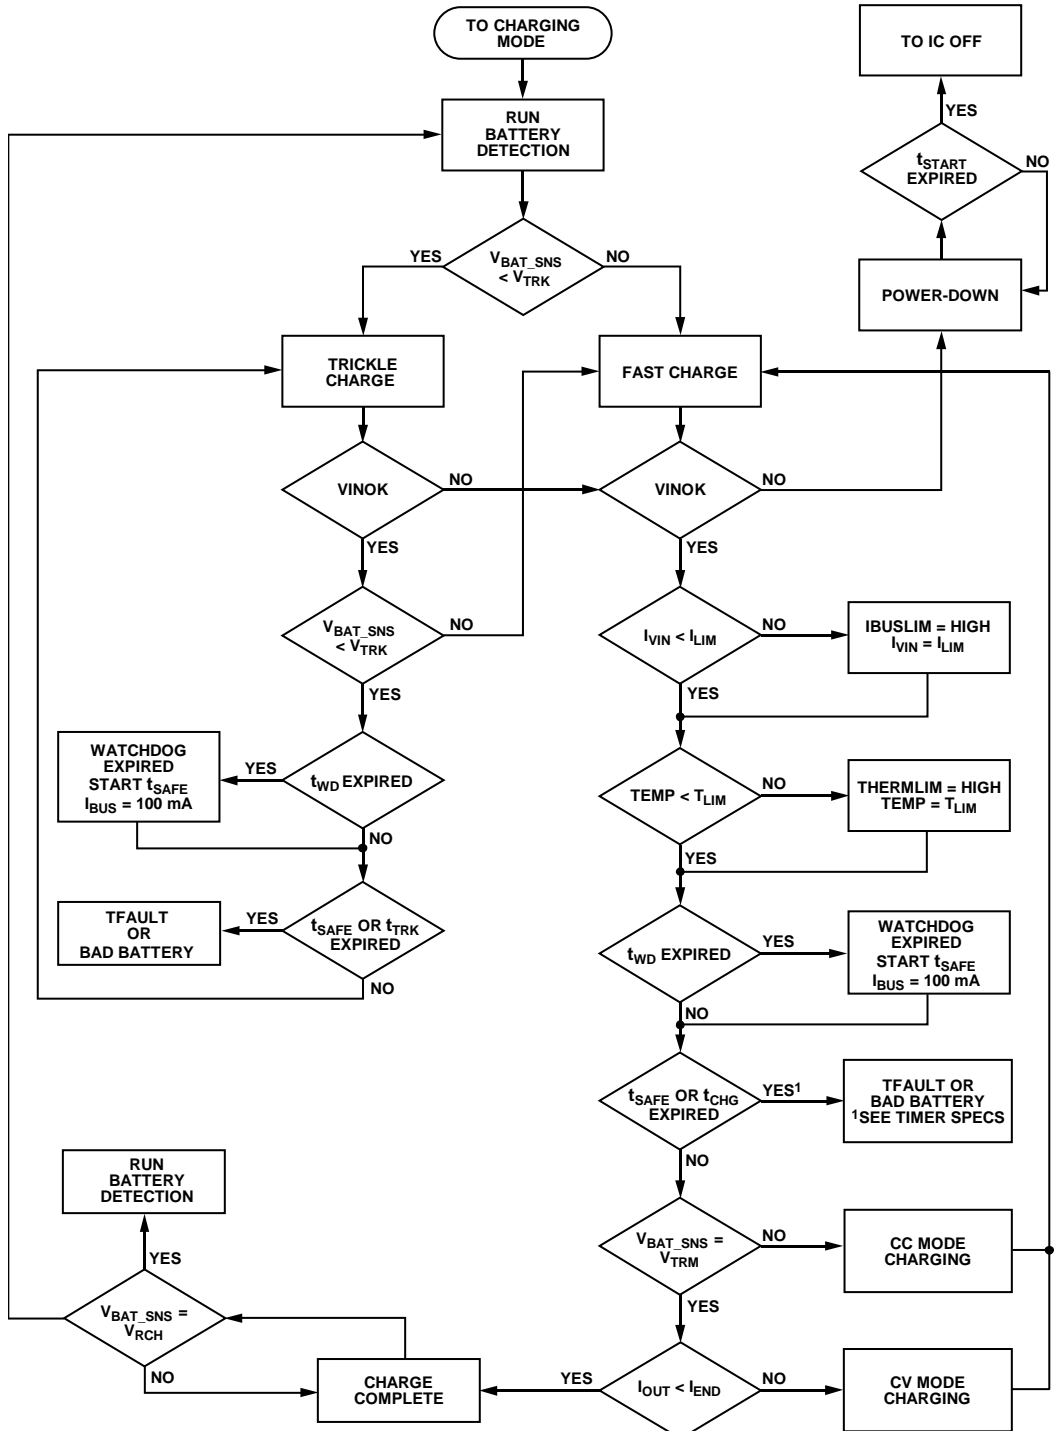 TO CHARGING
MODE
TO IC OFF
YES
RUN
BATTERY
DETECTION
tSTART
EXPIRED
NO
YES
VBAT_SNS
< VTRK
NO
POWER-DOWN
TRICKLE
CHARGE
FAST CHARGE
VINOK
NO
VINOK
NO
YES
YES
VBAT_SNS
< VTRK
NO
IVIN < ILIM
NO
IBUSLIM = HIGH
IVIN = ILIM
YES
YES
WATCHDOG
EXPIRED
START tSAFE
IBUS = 100 mA
YES
tWD EXPIRED
TEMP < TLIM
NO
THERMLIM = HIGH
TEMP = TLIM
NO
YES
TFAULT
OR
BAD BATTERY
YES
tSAFE OR tTRK
EXPIRED
NO
tWD EXPIRED
YES
WATCHDOG
EXPIRED
START tSAFE
IBUS = 100 mA
NO
tSAFE OR tCHG
EXPIRED
YES1
TFAULT OR
BAD BATTERY
1SEE TIMER SPECS
NO
RUN
BATTERY
DETECTION
VBAT_SNS =
VTRM
NO
CC MODE
CHARGING
YES
YES
VBAT_SNS =
VRCH
NO
CHARGE
COMPLETE
YES
IOUT < IEND
NO
CV MODE
CHARGING